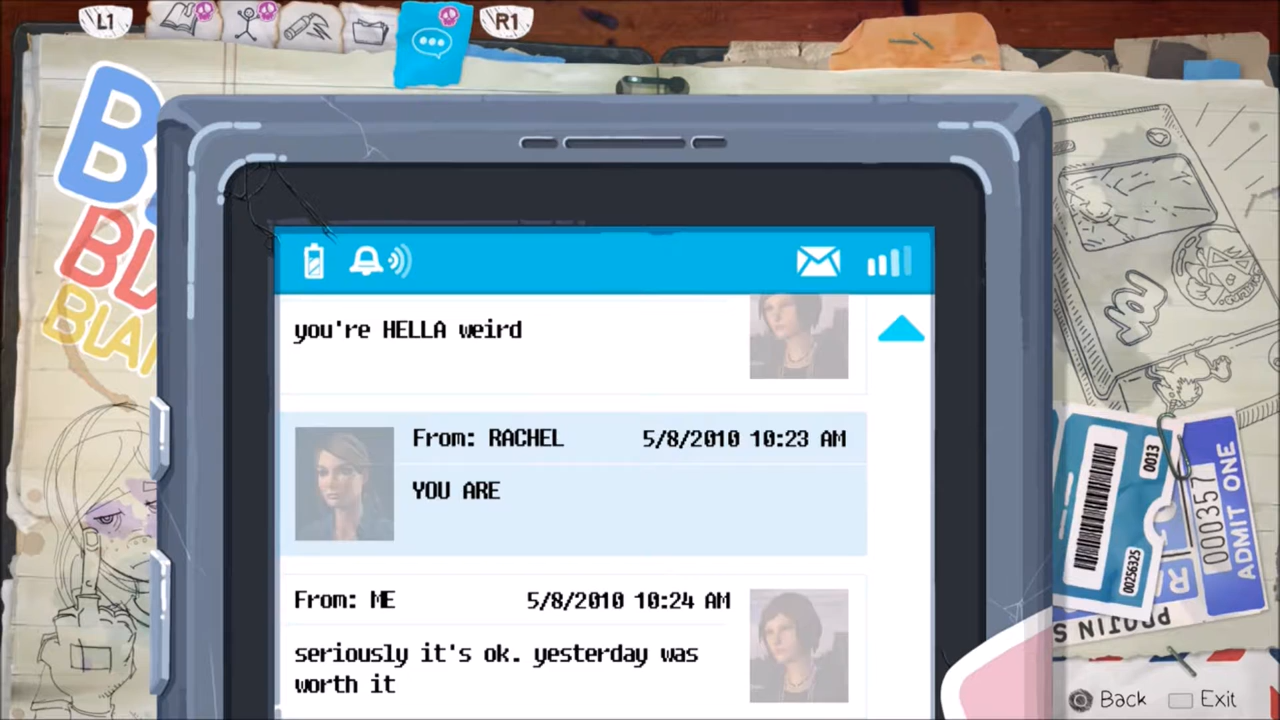 L1
R1
you're HELLA weird
From: RACHEL 5/8/2010 10:23 AM
YOU ARE
From: ME 5/8/2010 10:24 AM
seriously it's ok. yesterday was
worth it
0013
00256325
000357
ADMIT ONE
Back
Exit